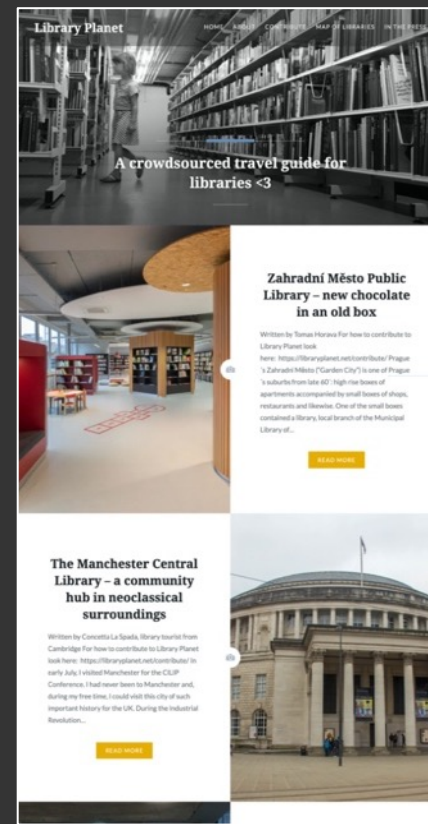 Library Planet
HOME ABOUT CONTRIBUTE MAP OF LIBRARIES IN THE PRESS
A crowdsourced travel guide for
libraries <3
Zahradní Město Public
Library – new chocolate
in an old box
Written by Tomas Horava For how to contribute to
Library Planet look
here: https://libraryplanet.net/contribute/ Prague
's Zahradní Město ("Garden City") is one of Prague
's suburbs from late 60´: high rise boxes of
apartments accompanied by small boxes of shops,
restaurants and likewise. One of the small boxes
contained a library, local branch of the Municipal
Library of...
READ MORE
The Manchester Central
Library – a community
hub in neoclassical
surroundings
Written by Concetta La Spada, library tourist from
Cambridge For how to contribute to Library Planet
look here: https://libraryplanet.net/contribute/ In
early July, I visited Manchester for the CILIP
Conference. I had never been to Manchester and,
during my free time, I could visit this city of such
important history for the UK. During the Industrial
Revolution...
READ MORE